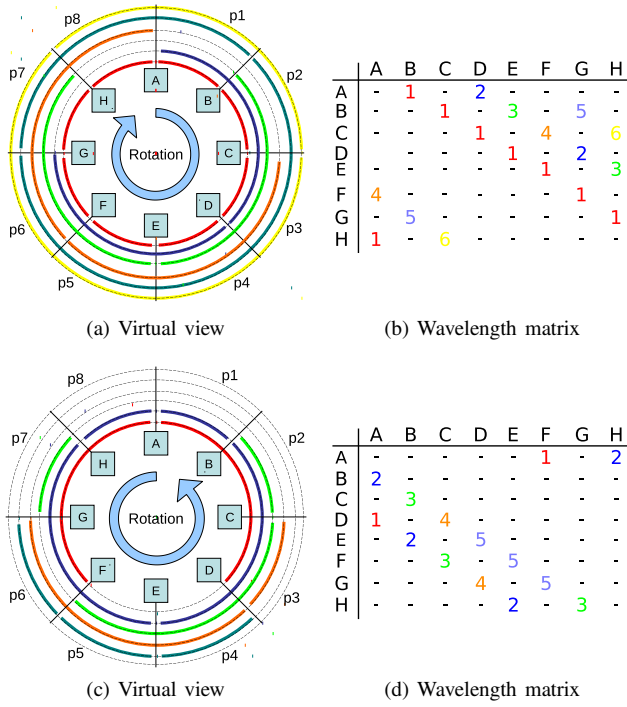 p8 p1
p7 p2
A
H B
G Rotation C
F D
E
p6 p3
p5 p4
(a) Virtual view
A B C D E F G H
A - 1 - 2 - - - -
B - - 1 - 3 - 5 -
C - - - 1 - 4 - 6
D - - - - 1 - 2 -
E - - - - - 1 - 3
F 4 - - - - - 1 -
G - 5 - - - - - 1
H 1 - 6 - - - - -
(b) Wavelength matrix
p8 p1
p7 p2
A
H B
G Rotation C
F D
E
p6 p3
p5 p4
(c) Virtual view
A B C D E F G H
A - - - - - 1 - 2
B 2 - - - - - - -
C - 3 - - - - - -
D 1 - 4 - - - - -
E - 2 - 5 - - - -
F - - 3 - 5 - - -
G - - - 4 - 5 - -
H - - - - 2 - 3 -
(d) Wavelength matrix